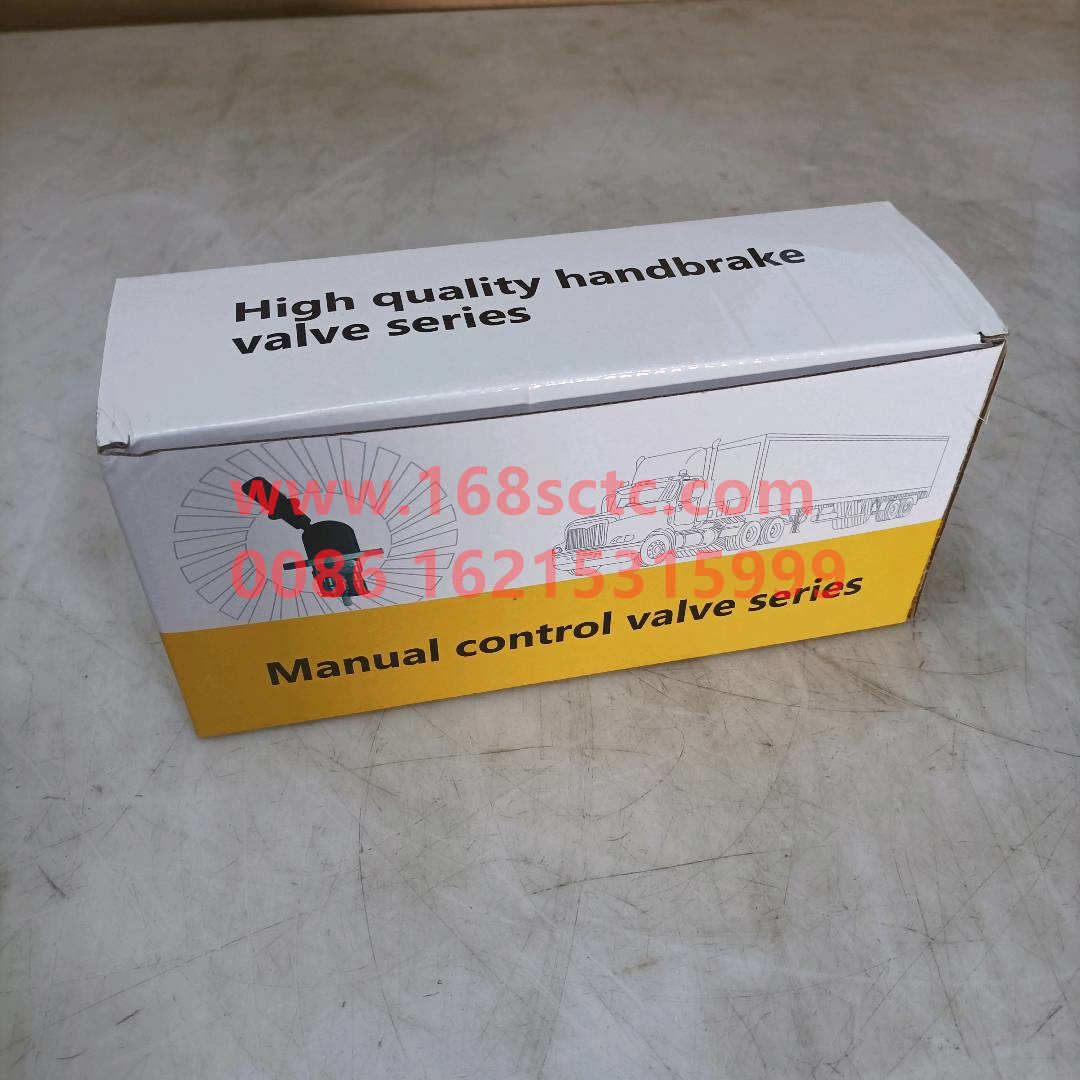 High quality handbrake
valve series
www.168sctc.com
0086 16215315999
Manual control valve series